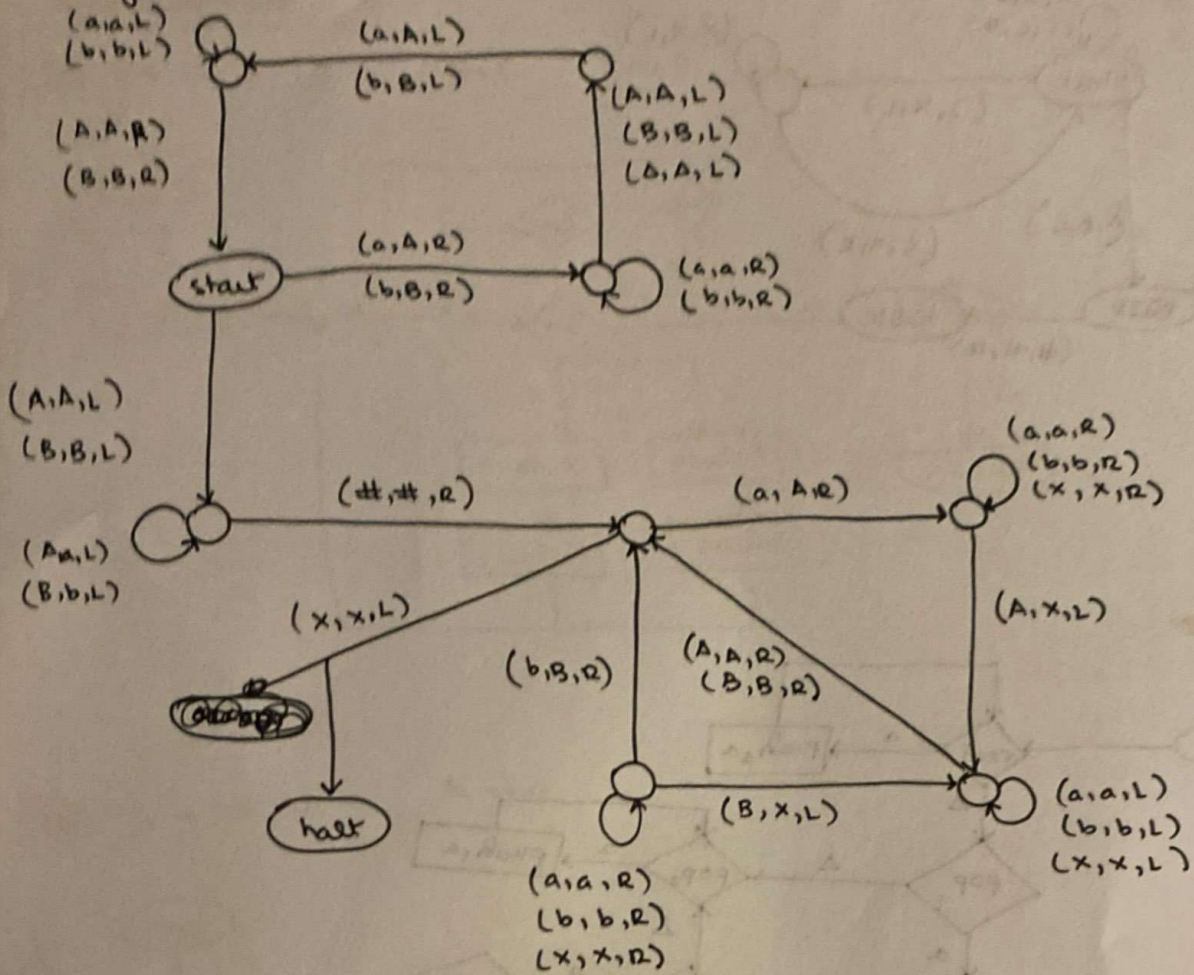 (a,a,L)
(b,b,L)
(a,A,L)
(b,B,L)
(A,A,L)
(B,B,L)
(Δ,Δ,L)
(A,A,R)
(B,B,R)
start
(a,A,R)
(b,B,R)
(a,a,R)
(b,b,R)
(A,A,L)
(B,B,L)
(#,#,R)
(a,A,R)
(a,a,R)
(b,b,R)
(x,x,R)
(A,a,L)
(B,b,L)
(x,x,L)
(b,B,R)
(A,A,R)
(B,B,R)
(A,x,L)
halt
(B,x,L)
(a,a,L)
(b,b,L)
(x,x,L)
(a,a,R)
(b,b,R)
(x,x,R)